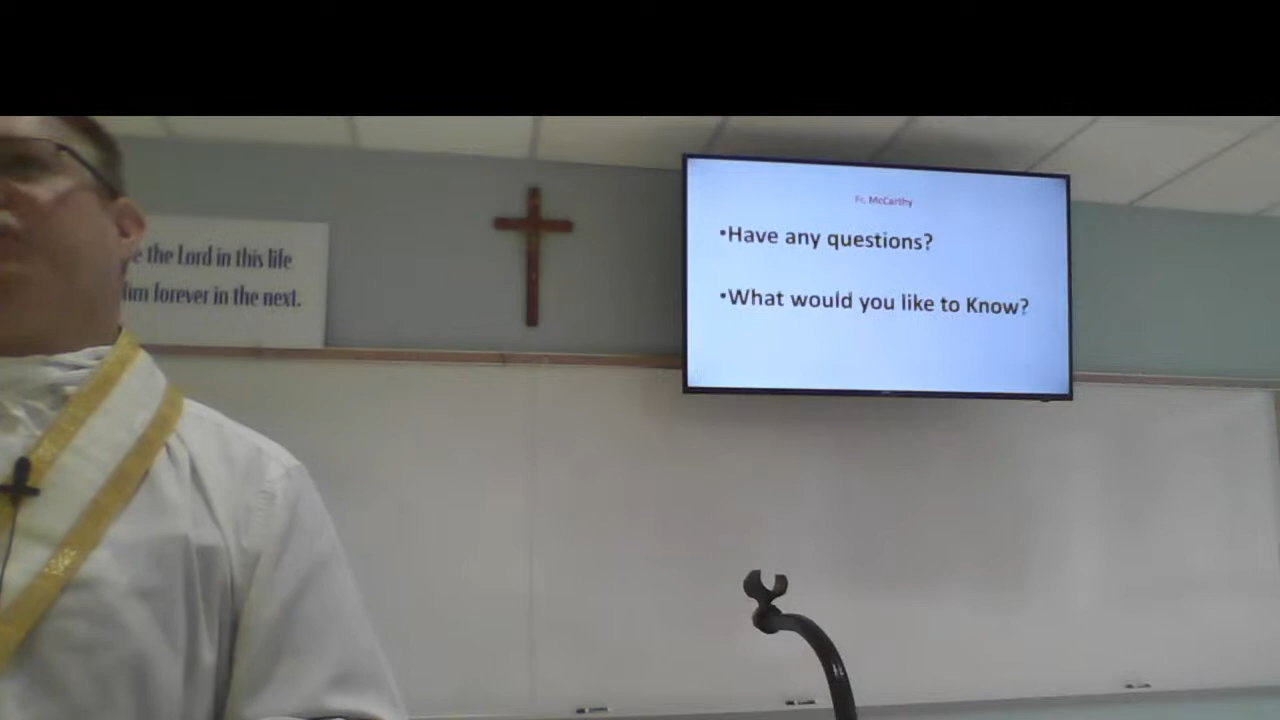 the Lord in this life
forever in the next.
Fr. McCarthy
•Have any questions?
•What would you like to Know?